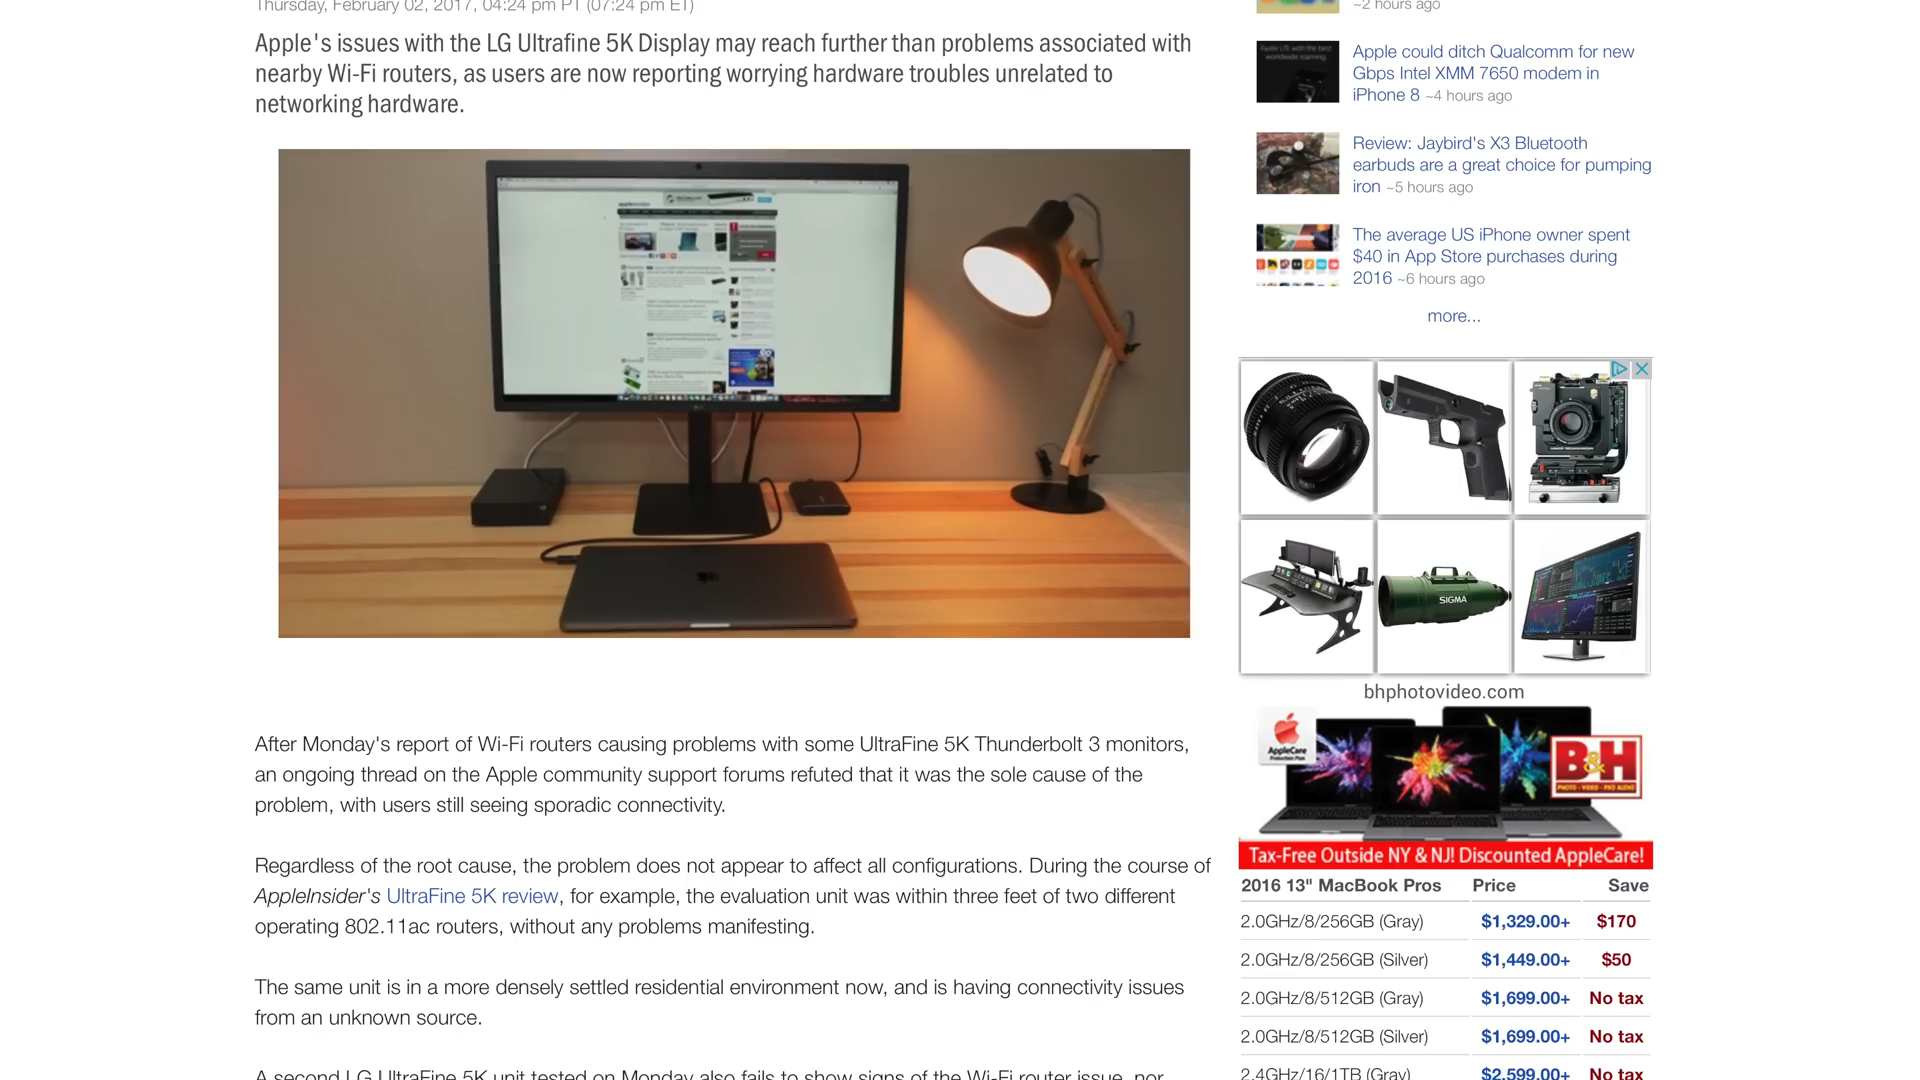 Thursday, February 02, 2017, 04:24 pm PT (07:24 pm ET)
Apple's issues with the LG Ultrafine 5K Display may reach further than problems associated with
nearby Wi-Fi routers, as users are now reporting worrying hardware troubles unrelated to
networking hardware.
After Monday's report of Wi-Fi routers causing problems with some UltraFine 5K Thunderbolt 3 monitors,
an ongoing thread on the Apple community support forums refuted that it was the sole cause of the
problem, with users still seeing sporadic connectivity.
Regardless of the root cause, the problem does not appear to affect all configurations. During the course of
AppleInsider's UltraFine 5K review, for example, the evaluation unit was within three feet of two different
operating 802.11ac routers, without any problems manifesting.
The same unit is in a more densely settled residential environment now, and is having connectivity issues
from an unknown source.
A second LG UltraFine 5K unit tested on Monday also fails to show signs of the Wi-Fi router issue, nor
~2 hours ago
Faster LTE with the best
worldwide roaming.
Apple could ditch Qualcomm for new
Gbps Intel XMM 7650 modem in
iPhone 8 ~4 hours ago
Review: Jaybird's X3 Bluetooth
earbuds are a great choice for pumping
iron ~5 hours ago
The average US iPhone owner spent
$40 in App Store purchases during
2016 ~6 hours ago
more...
SIGMA
bhphotovideo.com
AppleCare
Protection Plan
B&H
PHOTO - VIDEO - PRO AUDIO
Tax-Free Outside NY & NJ! Discounted AppleCare!
2016 13" MacBook Pros Price Save
2.0GHz/8/256GB (Gray) $1,329.00+ $170
2.0GHz/8/256GB (Silver) $1,449.00+ $50
2.0GHz/8/512GB (Gray) $1,699.00+ No tax
2.0GHz/8/512GB (Silver) $1,699.00+ No tax
2.4GHz/16/1TB (Gray) $2,599.00+ No tax